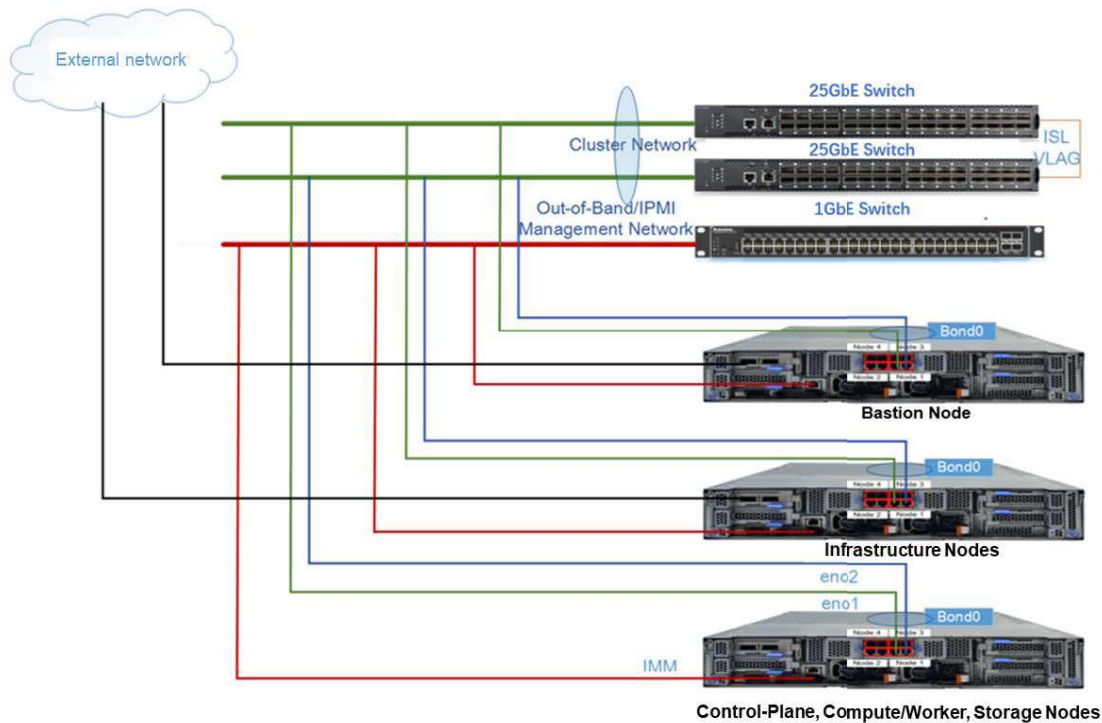 External network
25GbE Switch
Cluster Network
ISL
VLAG
25GbE Switch
Out-of-Band/IPMI
Management Network
1GbE Switch
Bond0
Node 4
Node 3
Node 2
Node 1
Bastion Node
Bond0
Node 4
Node 3
Node 2
Node 1
Infrastructure Nodes
eno2
eno1
Bond0
Node 4
Node 3
Node 2
Node 1
IMM
Control-Plane, Compute/Worker, Storage Nodes